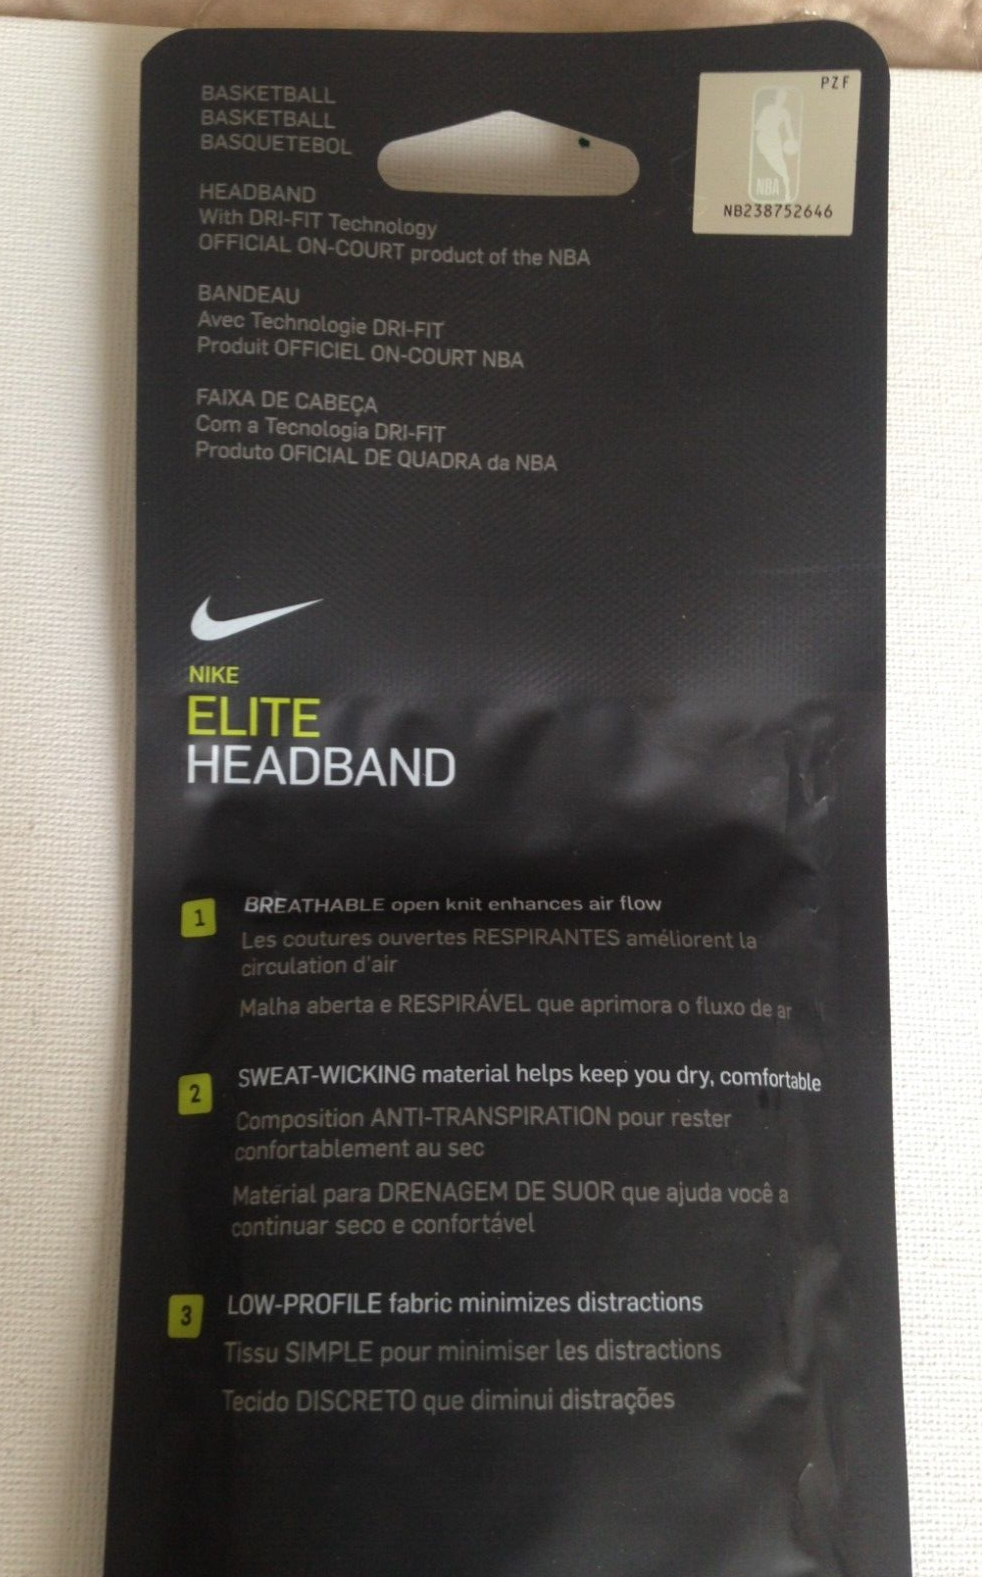 BASKETBALL
BASKETBALL
BASQUETEBOL
HEADBAND
With DRI-FIT Technology
OFFICIAL ON-COURT product of the NBA
BANDEAU
Avec Technologie DRI-FIT
Produit OFFICIEL ON-COURT NBA
FAIXA DE CABEÇA
Com a Tecnologia DRI-FIT
Produto OFICIAL DE QUADRA da NBA
PZF
NBA
NB238752646
NIKE
ELITE
HEADBAND
1
BREATHABLE open knit enhances air flow
Les coutures ouvertes RESPIRANTES améliorent la
circulation d'air
Malha aberta e RESPIRÁVEL que aprimora o fluxo de ar
2
SWEAT-WICKING material helps keep you dry, comfortable
Composition ANTI-TRANSPIRATION pour rester
confortablement au sec
Material para DRENAGEM DE SUOR que ajuda você a
continuar seco e confortável
3
LOW-PROFILE fabric minimizes distractions
Tissu SIMPLE pour minimiser les distractions
Tecido DISCRETO que diminui distrações